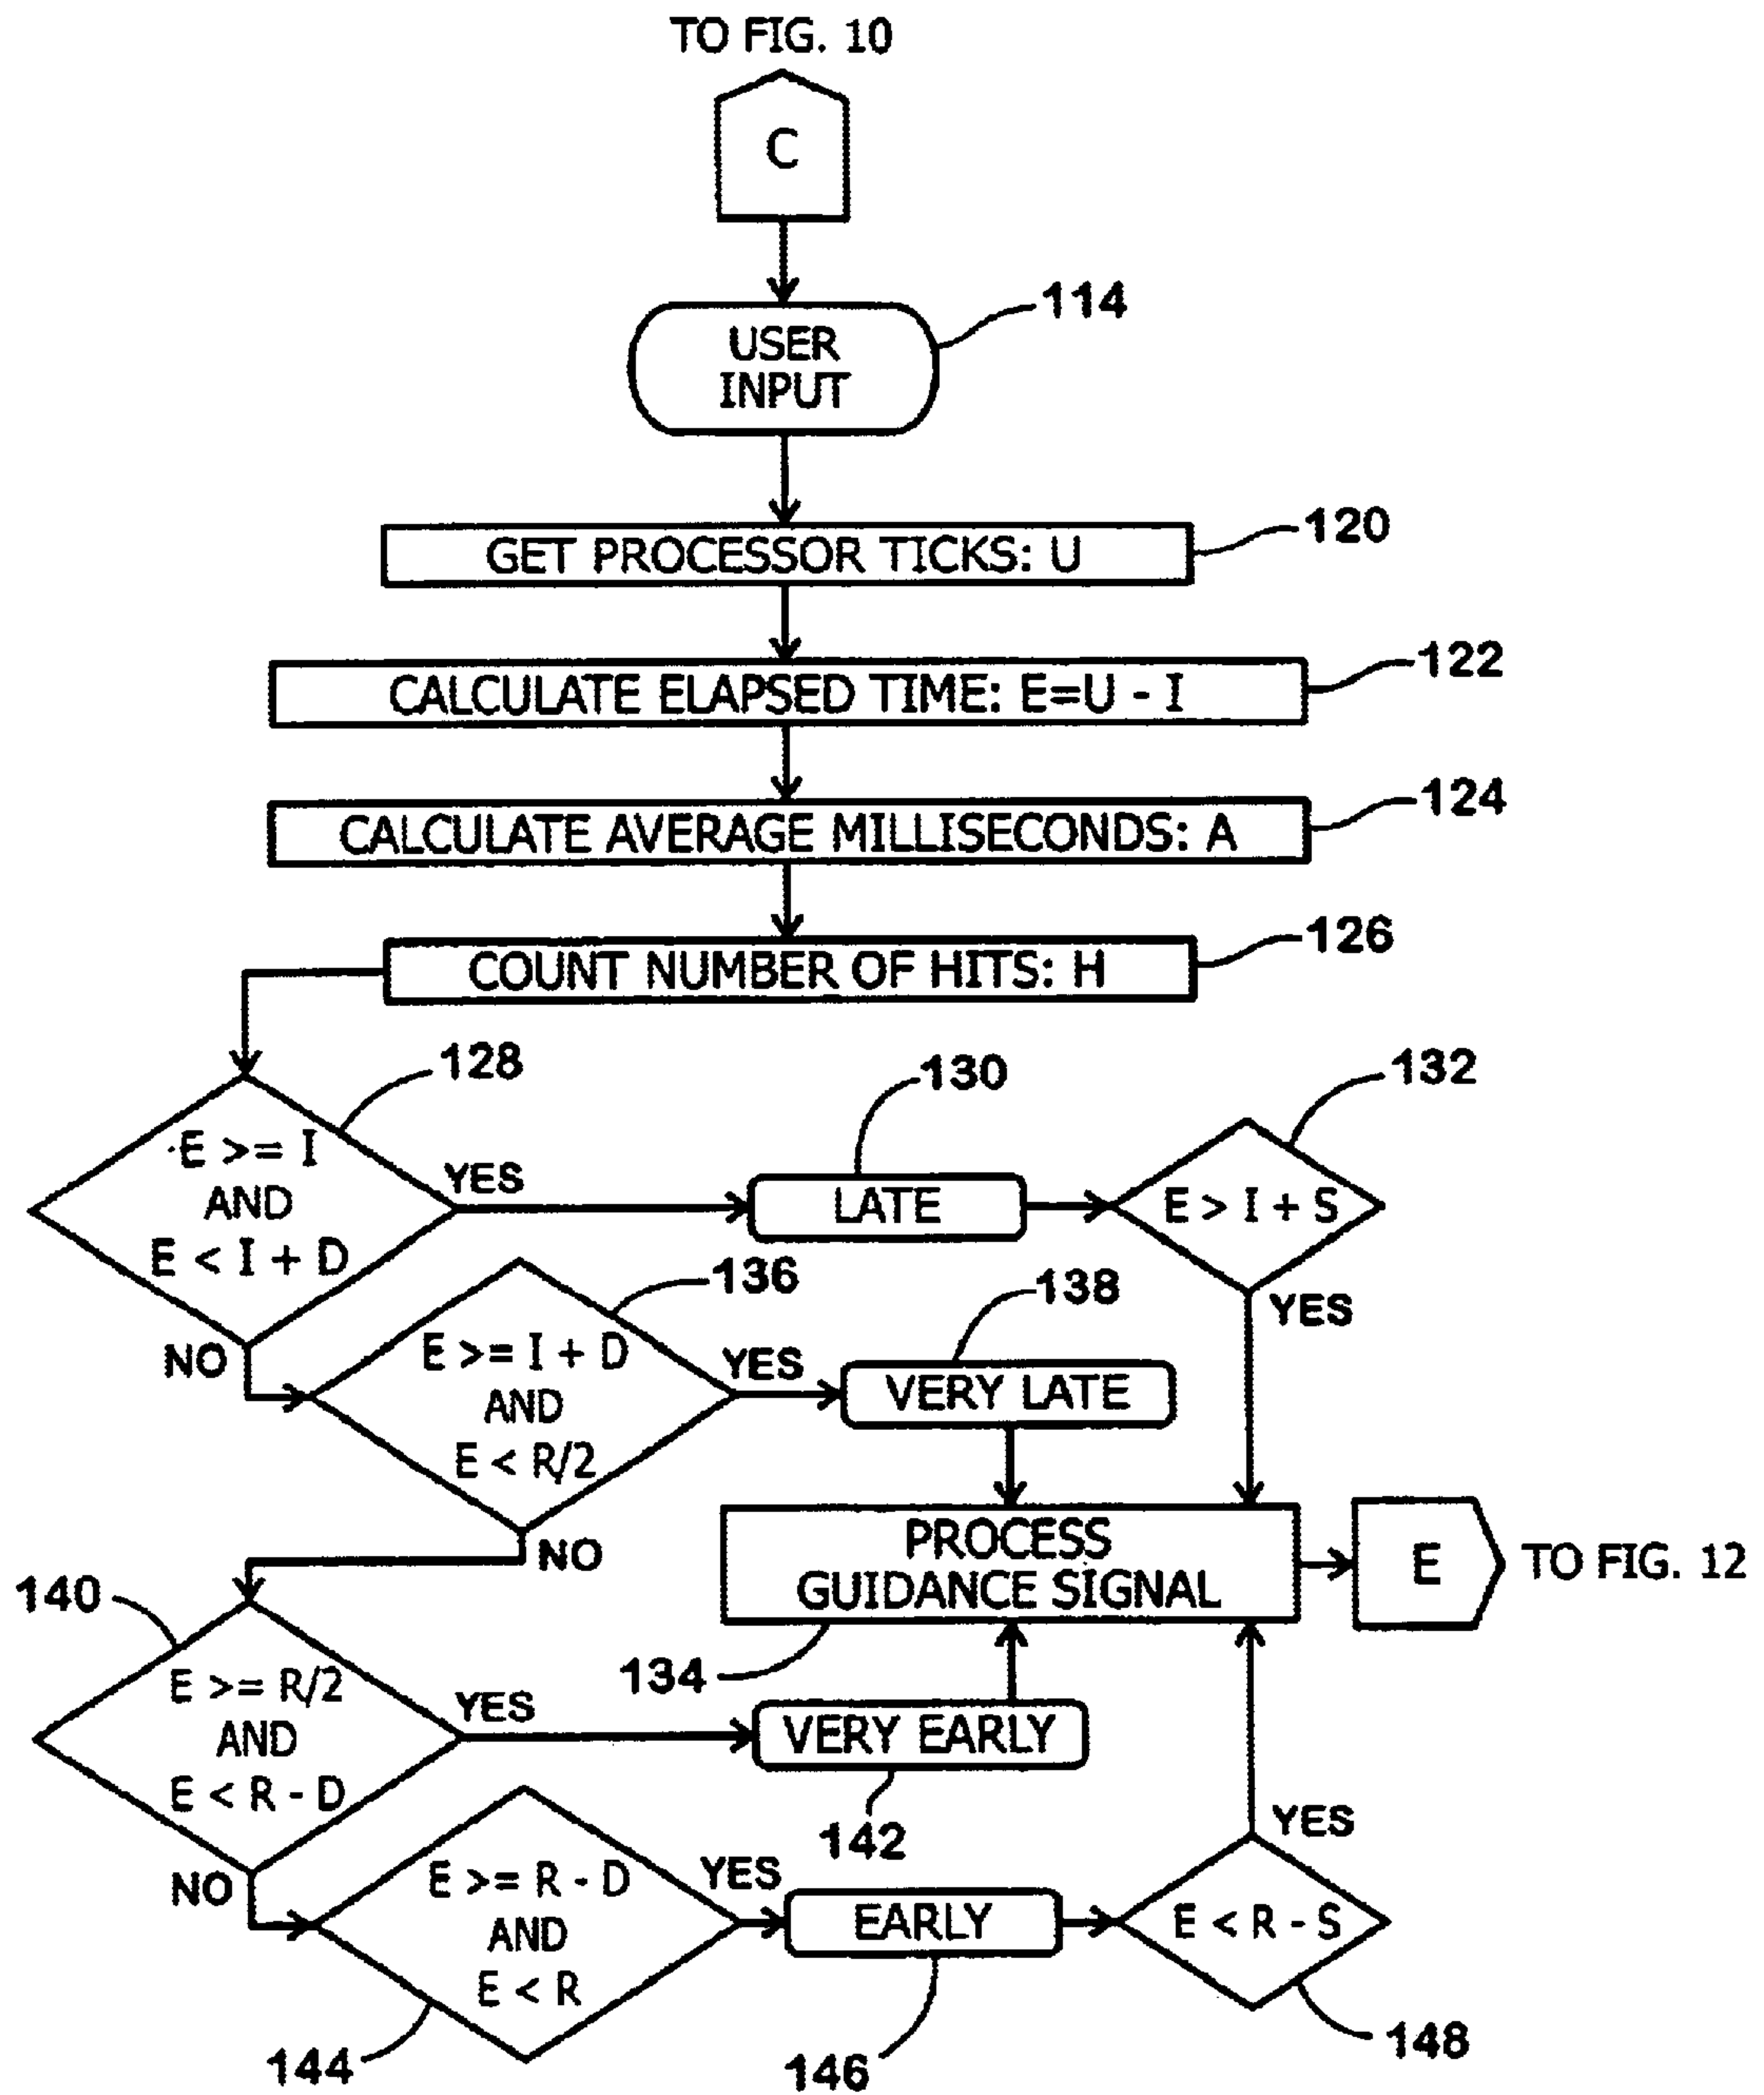 TO FIG. 10
C
114
USER
INPUT
120
GET PROCESSOR TICKS: U
122
CALCULATE ELAPSED TIME: E=U - I
124
CALCULATE AVERAGE MILLISECONDS: A
126
COUNT NUMBER OF HITS: H
128
E >= I
AND
E < I + D
YES
NO
130
LATE
132
E > I + S
YES
136
E >= I + D
AND
E < R/2
YES
NO
138
VERY LATE
PROCESS
GUIDANCE SIGNAL
134
E
TO FIG. 12
140
E >= R/2
AND
E < R - D
YES
NO
VERY EARLY
142
E >= R - D
AND
E < R
YES
144
EARLY
146
E < R - S
YES
148